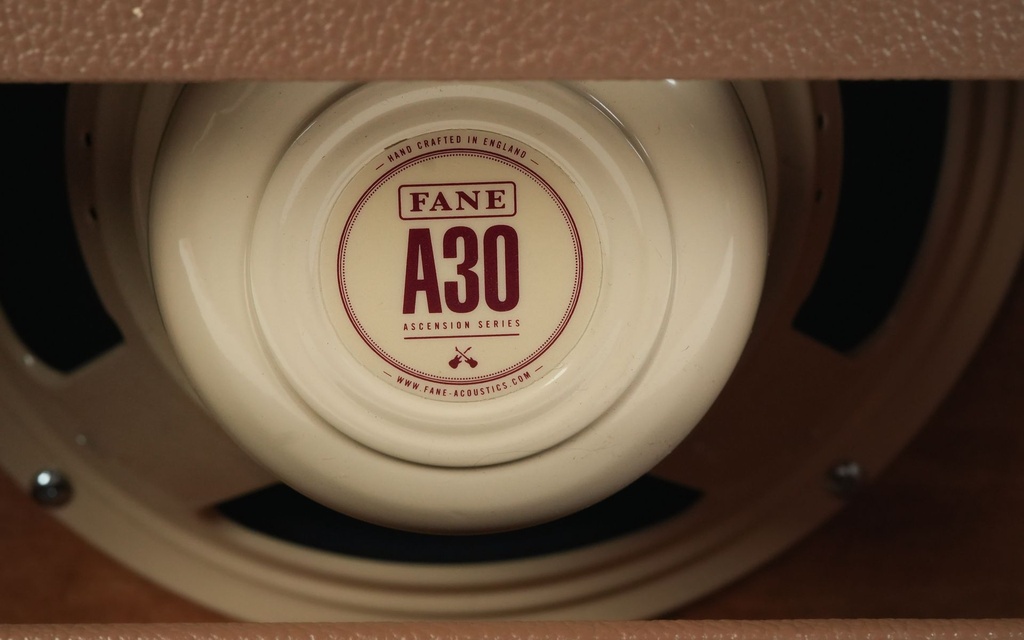 — HAND CRAFTED IN ENGLAND —
FANE
A30
ASCENSION SERIES
— WWW.FANE-ACOUSTICS.COM —